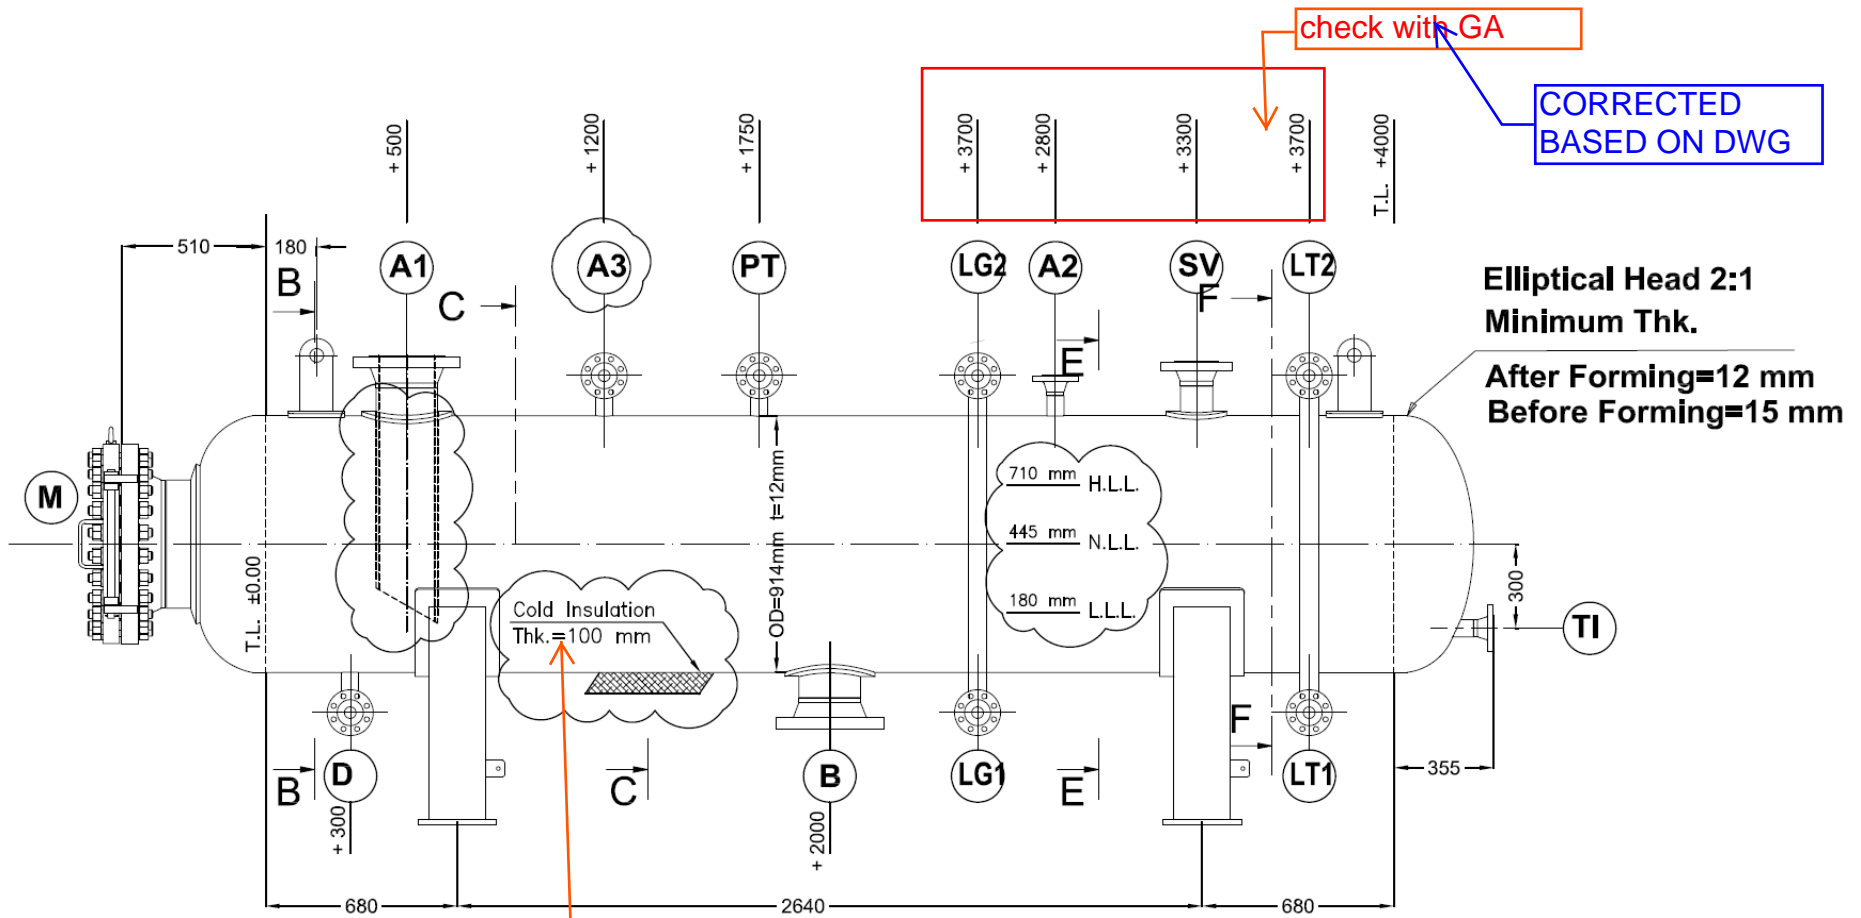 check with GA
CORRECTED
BASED ON DWG
+ 500
+ 1200
+ 1750
+ 3700
+ 2800
+ 3300
+ 3700
T.L. +4000
510
180
A1
A3
PT
LG2
A2
SV
LT2
B
C
F
E
Elliptical Head 2:1
Minimum Thk.
After Forming=12 mm
Before Forming=15 mm
M
710 mm H.L.L.
445 mm N.L.L.
180 mm L.L.L.
OD=914mm t=12mm
T.L. ±0.00
Cold Insulation
Thk.=100 mm
300
TI
F
B
D
C
B
LG1
E
LT1
355
+ 300
+ 2000
680
2640
680